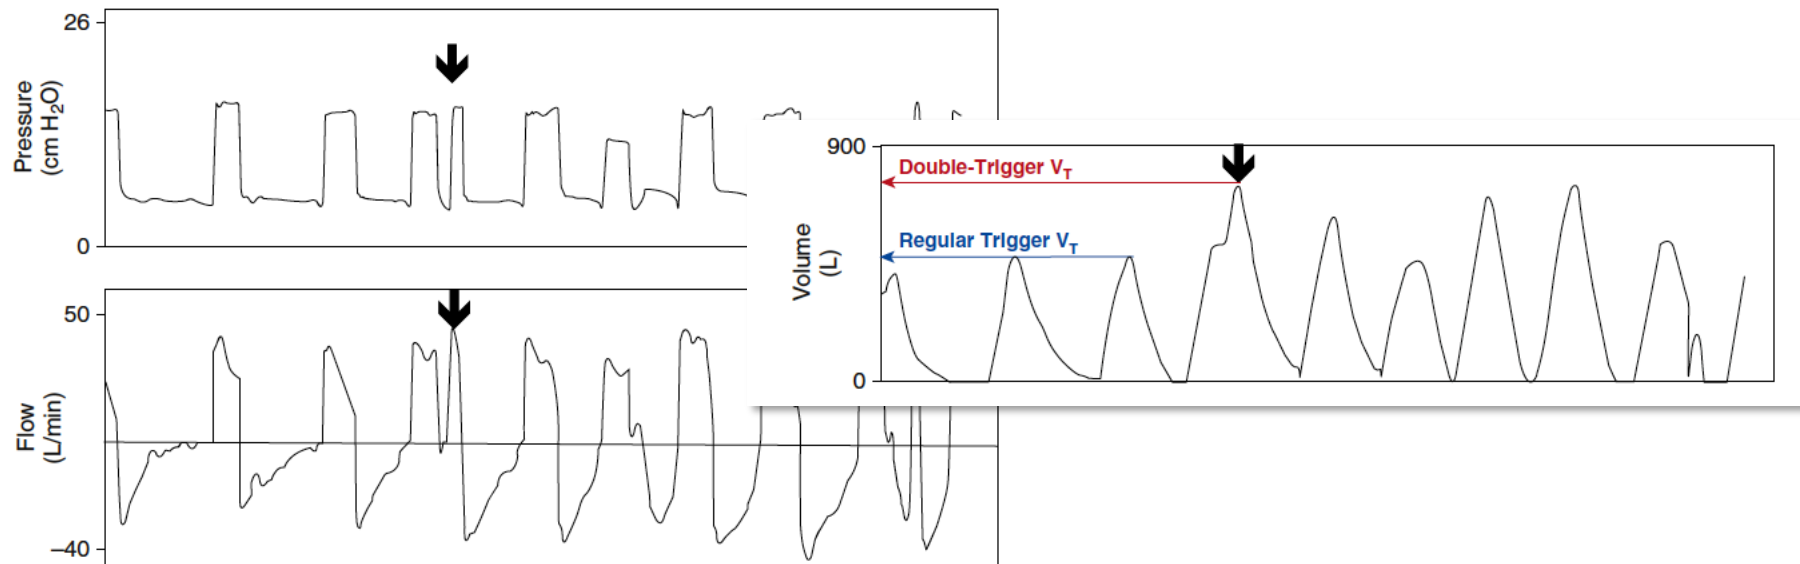 26
Pressure
(cm H2O)
0
50
Flow
(L/min)
–40
900
Double-Trigger VT
Regular Trigger VT
Volume
(L)
0